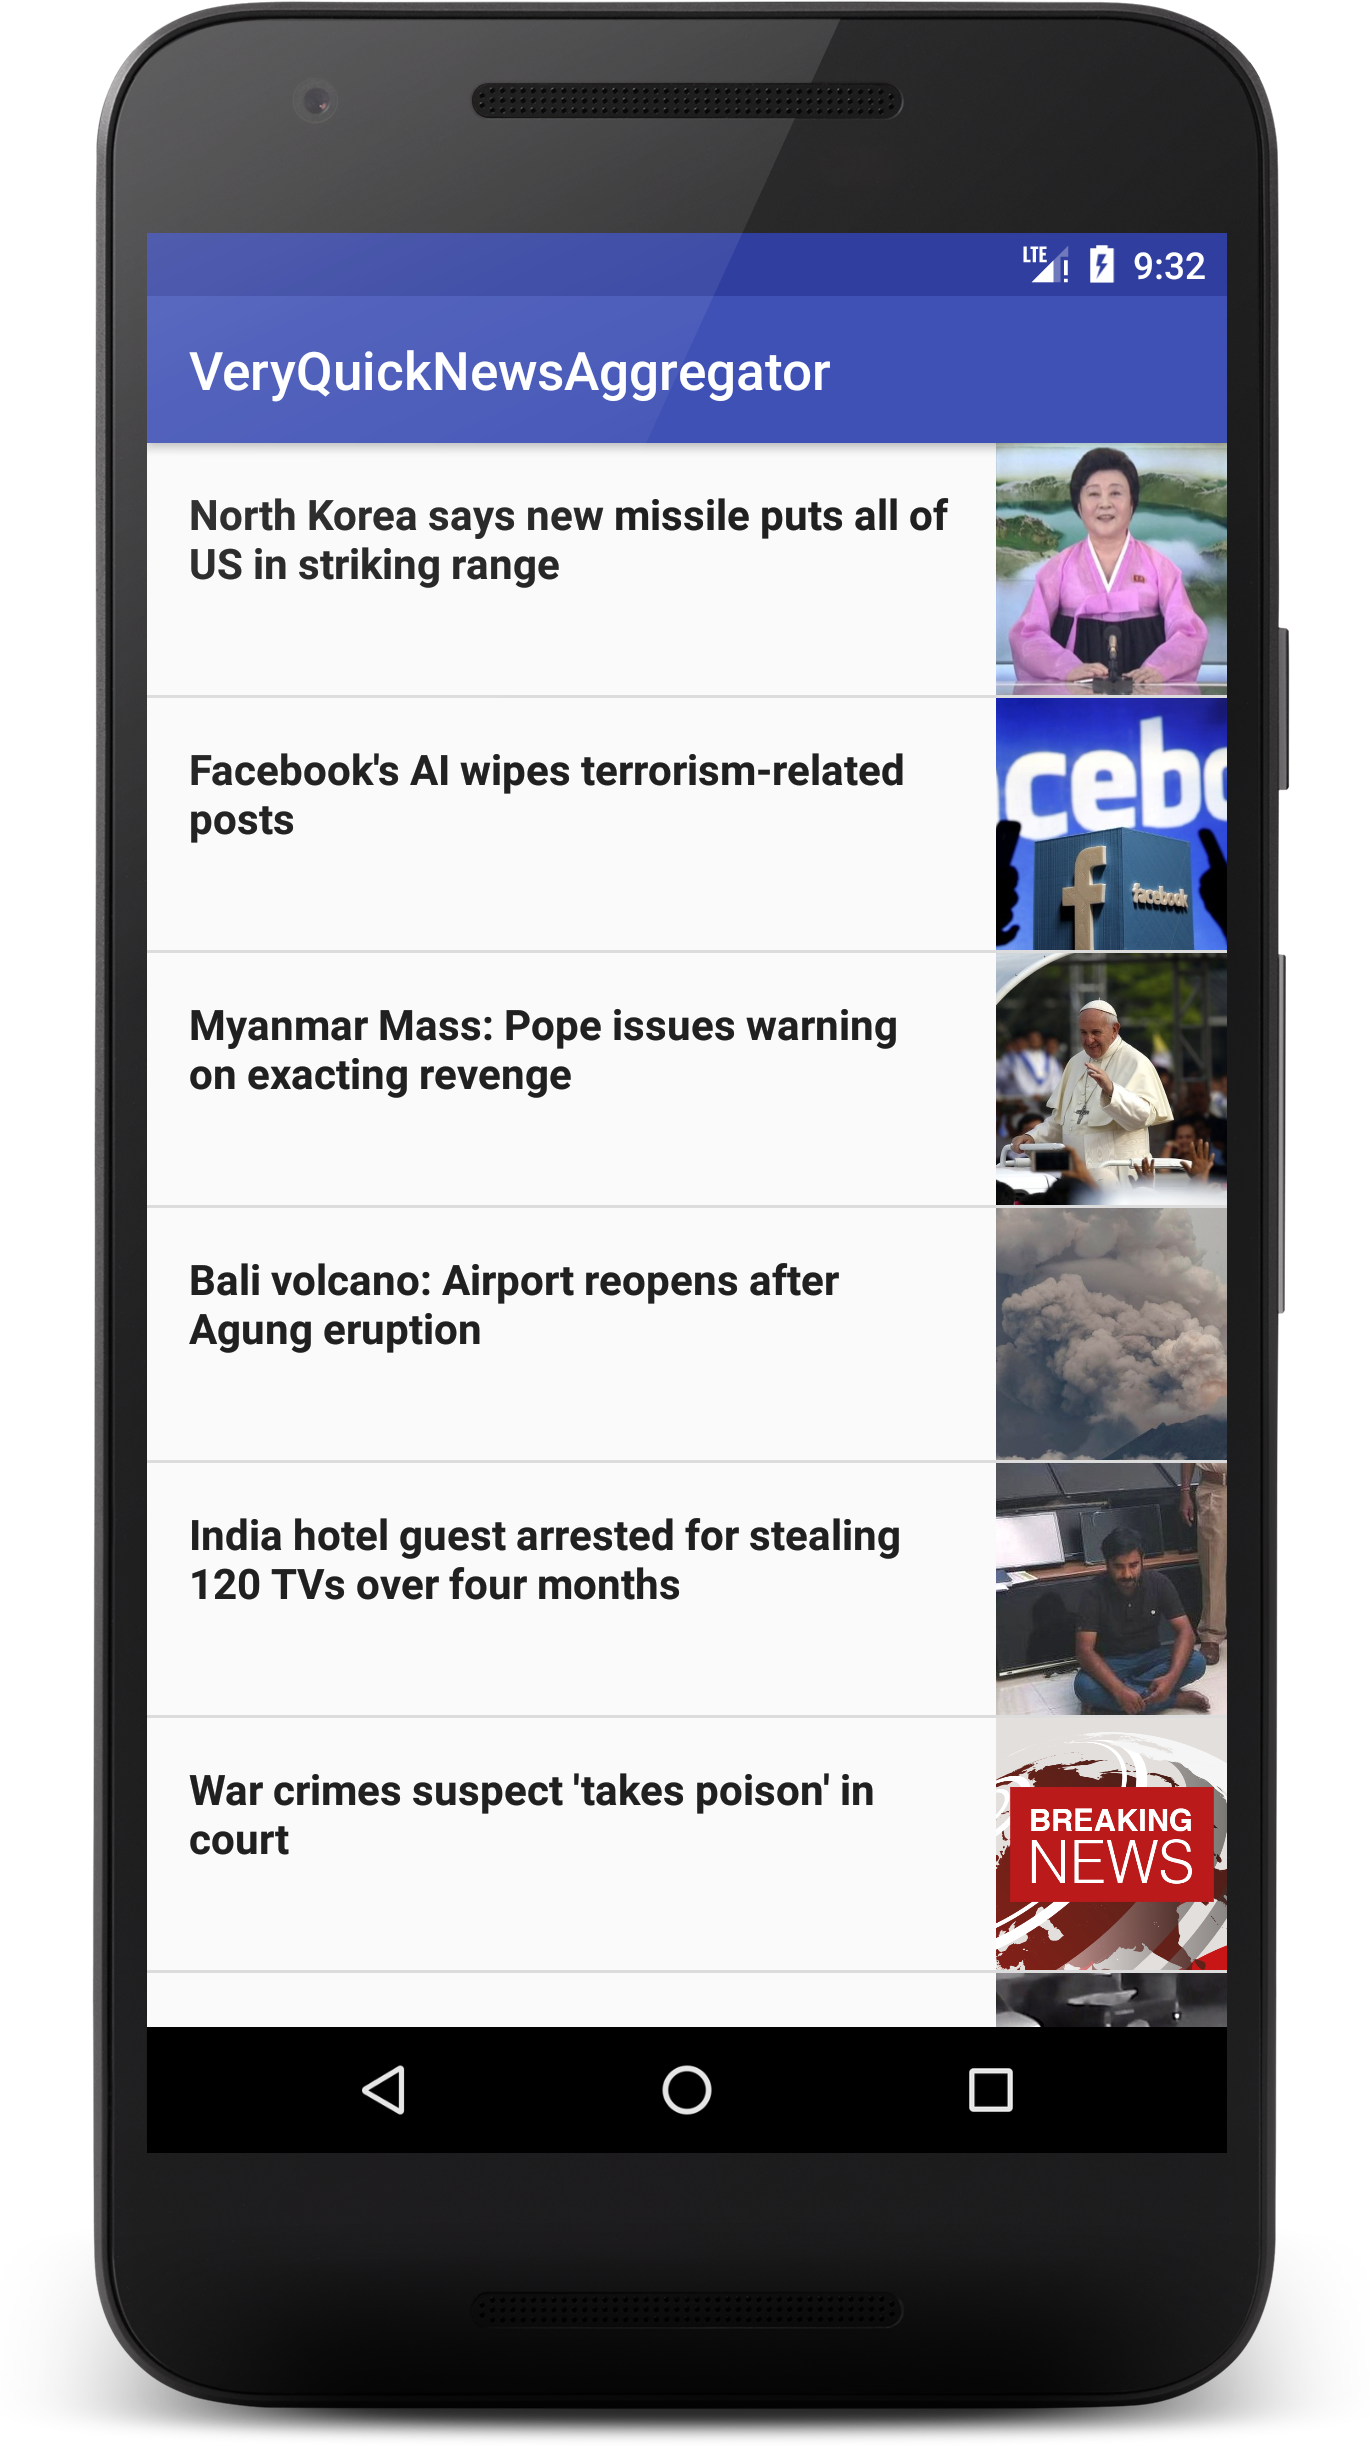 LTE 9:32
VeryQuickNewsAggregator
North Korea says new missile puts all of
US in striking range
Facebook's AI wipes terrorism-related
posts
cebo
f facebook
Myanmar Mass: Pope issues warning
on exacting revenge
Bali volcano: Airport reopens after
Agung eruption
India hotel guest arrested for stealing
120 TVs over four months
War crimes suspect 'takes poison' in
court
BREAKING
NEWS